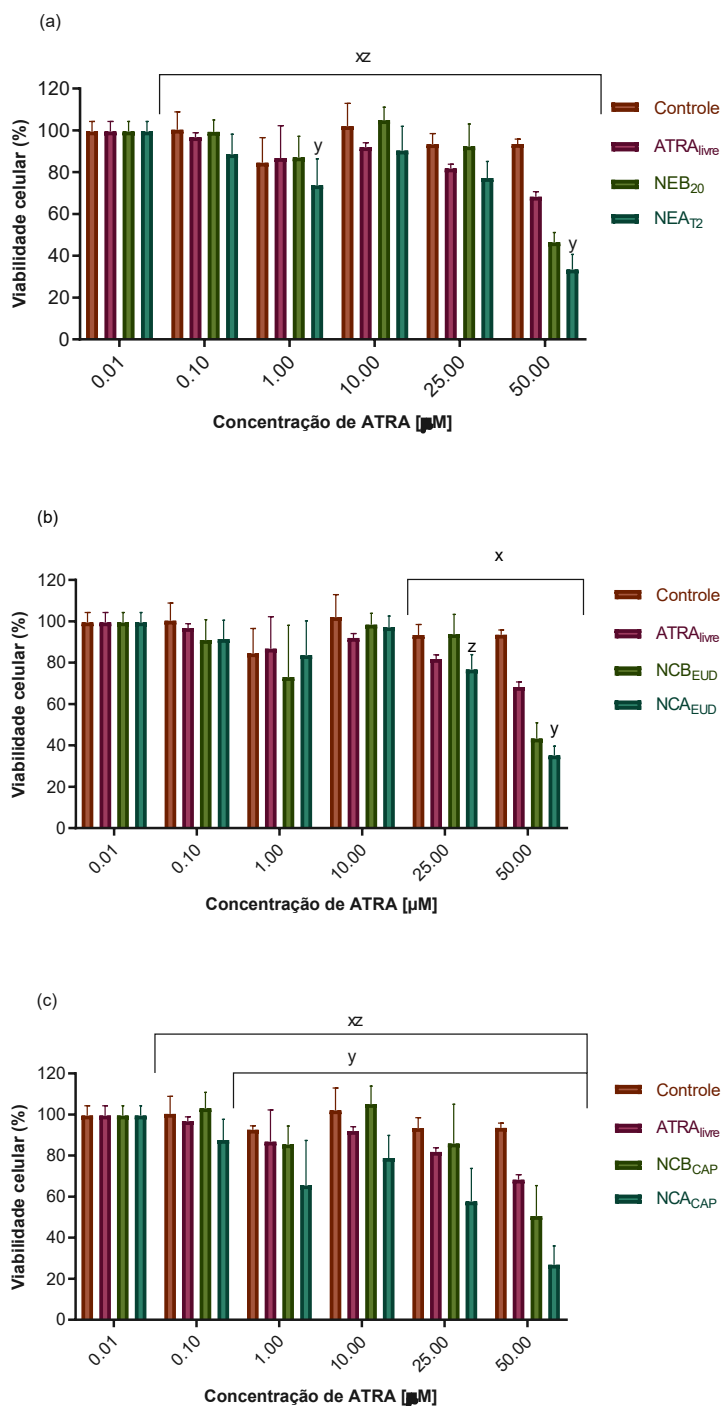 (a)
xz
120
100
80
60
40
20
0
Viabilidade celular (%)
y
y
0.01
0.10
1.00
10.00
25.00
50.00
Concentração de ATRA [µM]
Controle
ATRAlivre
NEB20
NEAT2
(b)
x
120
100
80
60
40
20
0
Viabilidade celular (%)
z
y
0.01
0.10
1.00
10.00
25.00
50.00
Concentração de ATRA [µM]
Controle
ATRAlivre
NCBEUD
NCAEUD
(c)
xz
y
120
100
80
60
40
20
0
Viabilidade celular (%)
0.01
0.10
1.00
10.00
25.00
50.00
Concentração de ATRA [µM]
Controle
ATRAlivre
NCBCAP
NCACAP